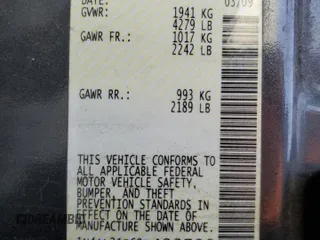 DATE: 03/09
GVWR: 1941 KG
4279 LB
GAWR FR.: 1017 KG
2242 LB
GAWR RR.: 993 KG
2189 LB
THIS VEHICLE CONFORMS TO
ALL APPLICABLE FEDERAL
MOTOR VEHICLE SAFETY,
BUMPER, AND THEFT
PREVENTION STANDARDS IN
EFFECT ON THE DATE OF
MANUFACTURE SHOWN ABOVE.